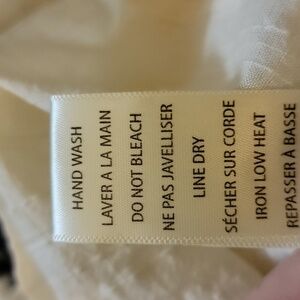 HAND WASH
LAVER A LA MAIN
DO NOT BLEACH
NE PAS JAVELLISER
LINE DRY
SÉCHER SUR CORDE
IRON LOW HEAT
REPASSER À BASSE